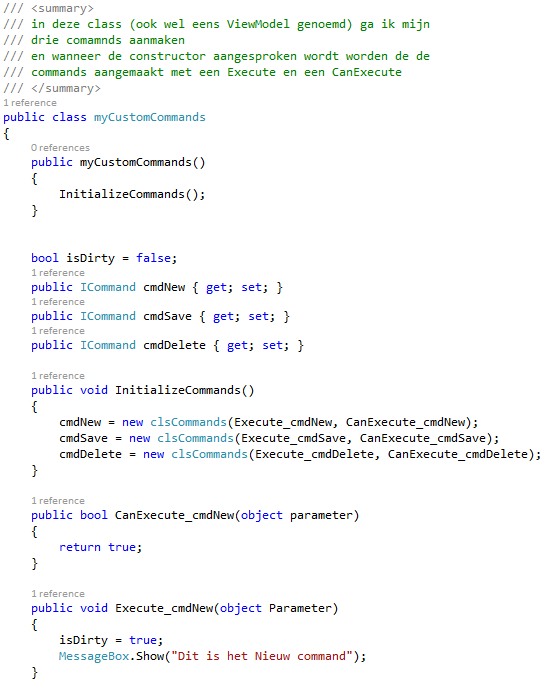 /// <summary>
/// in deze class (ook wel eens ViewModel genoemd) ga ik mijn
/// drie comamnds aanmaken
/// en wanneer de constructor aangesproken wordt worden de de
/// commands aangemaakt met een Execute en een CanExecute
/// </summary>
1 reference
public class myCustomCommands
{
0 references
public myCustomCommands()
{
InitializeCommands();
}
bool isDirty = false;
1 reference
public ICommand cmdNew { get; set; }
1 reference
public ICommand cmdSave { get; set; }
1 reference
public ICommand cmdDelete { get; set; }
1 reference
public void InitializeCommands()
{
cmdNew = new clsCommands(Execute_cmdNew, CanExecute_cmdNew);
cmdSave = new clsCommands(Execute_cmdSave, CanExecute_cmdSave);
cmdDelete = new clsCommands(Execute_cmdDelete, CanExecute_cmdDelete);
}
1 reference
public bool CanExecute_cmdNew(object parameter)
{
return true;
}
1 reference
public void Execute_cmdNew(object Parameter)
{
isDirty = true;
MessageBox.Show("Dit is het Nieuw command");
}